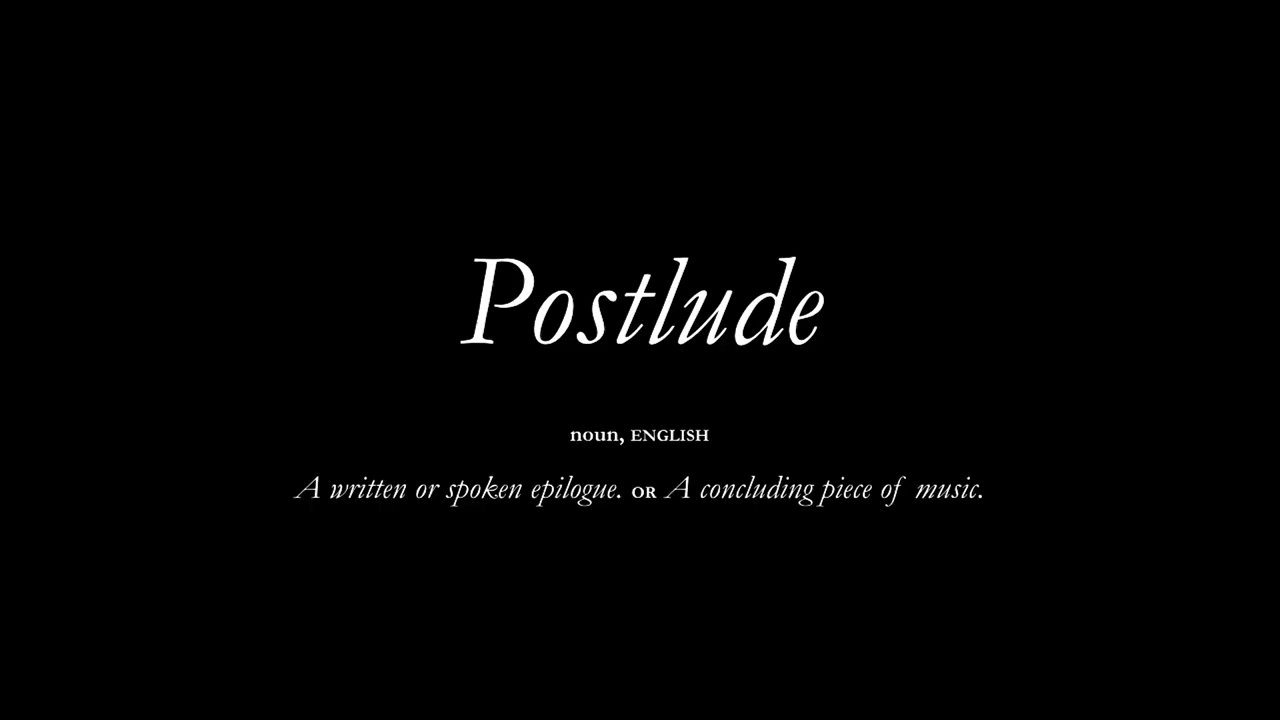 Postlude
noun, ENGLISH
A written or spoken epilogue. OR A concluding piece of music.